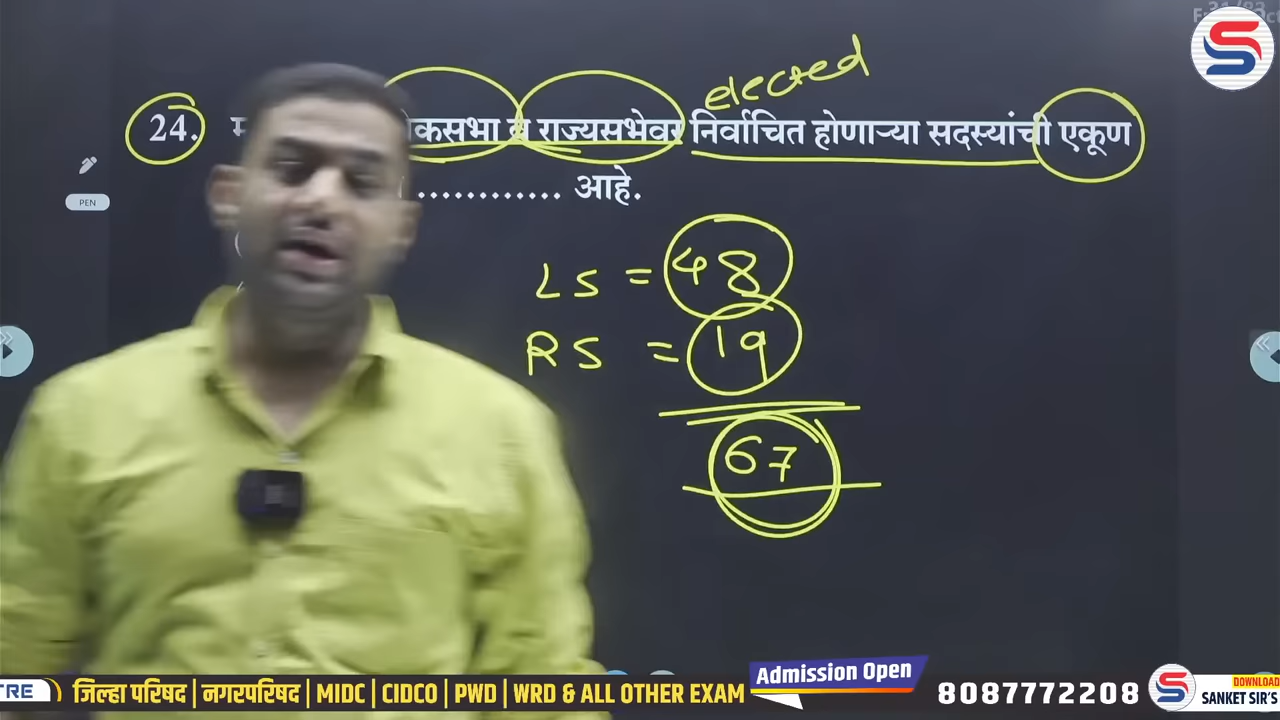 elected
24. लोकसभा व राज्यसभेवर निर्वाचित होणाऱ्या सदस्यांची एकूण
............. आहे.
PEN
LS = 48
RS = 19
67
Admission Open
TRE
जिल्हा परिषद | नगरपरिषद | MIDC | CIDCO | PWD | WRD & ALL OTHER EXAM
8087772208
DOWNLOAD
SANKET SIR'S